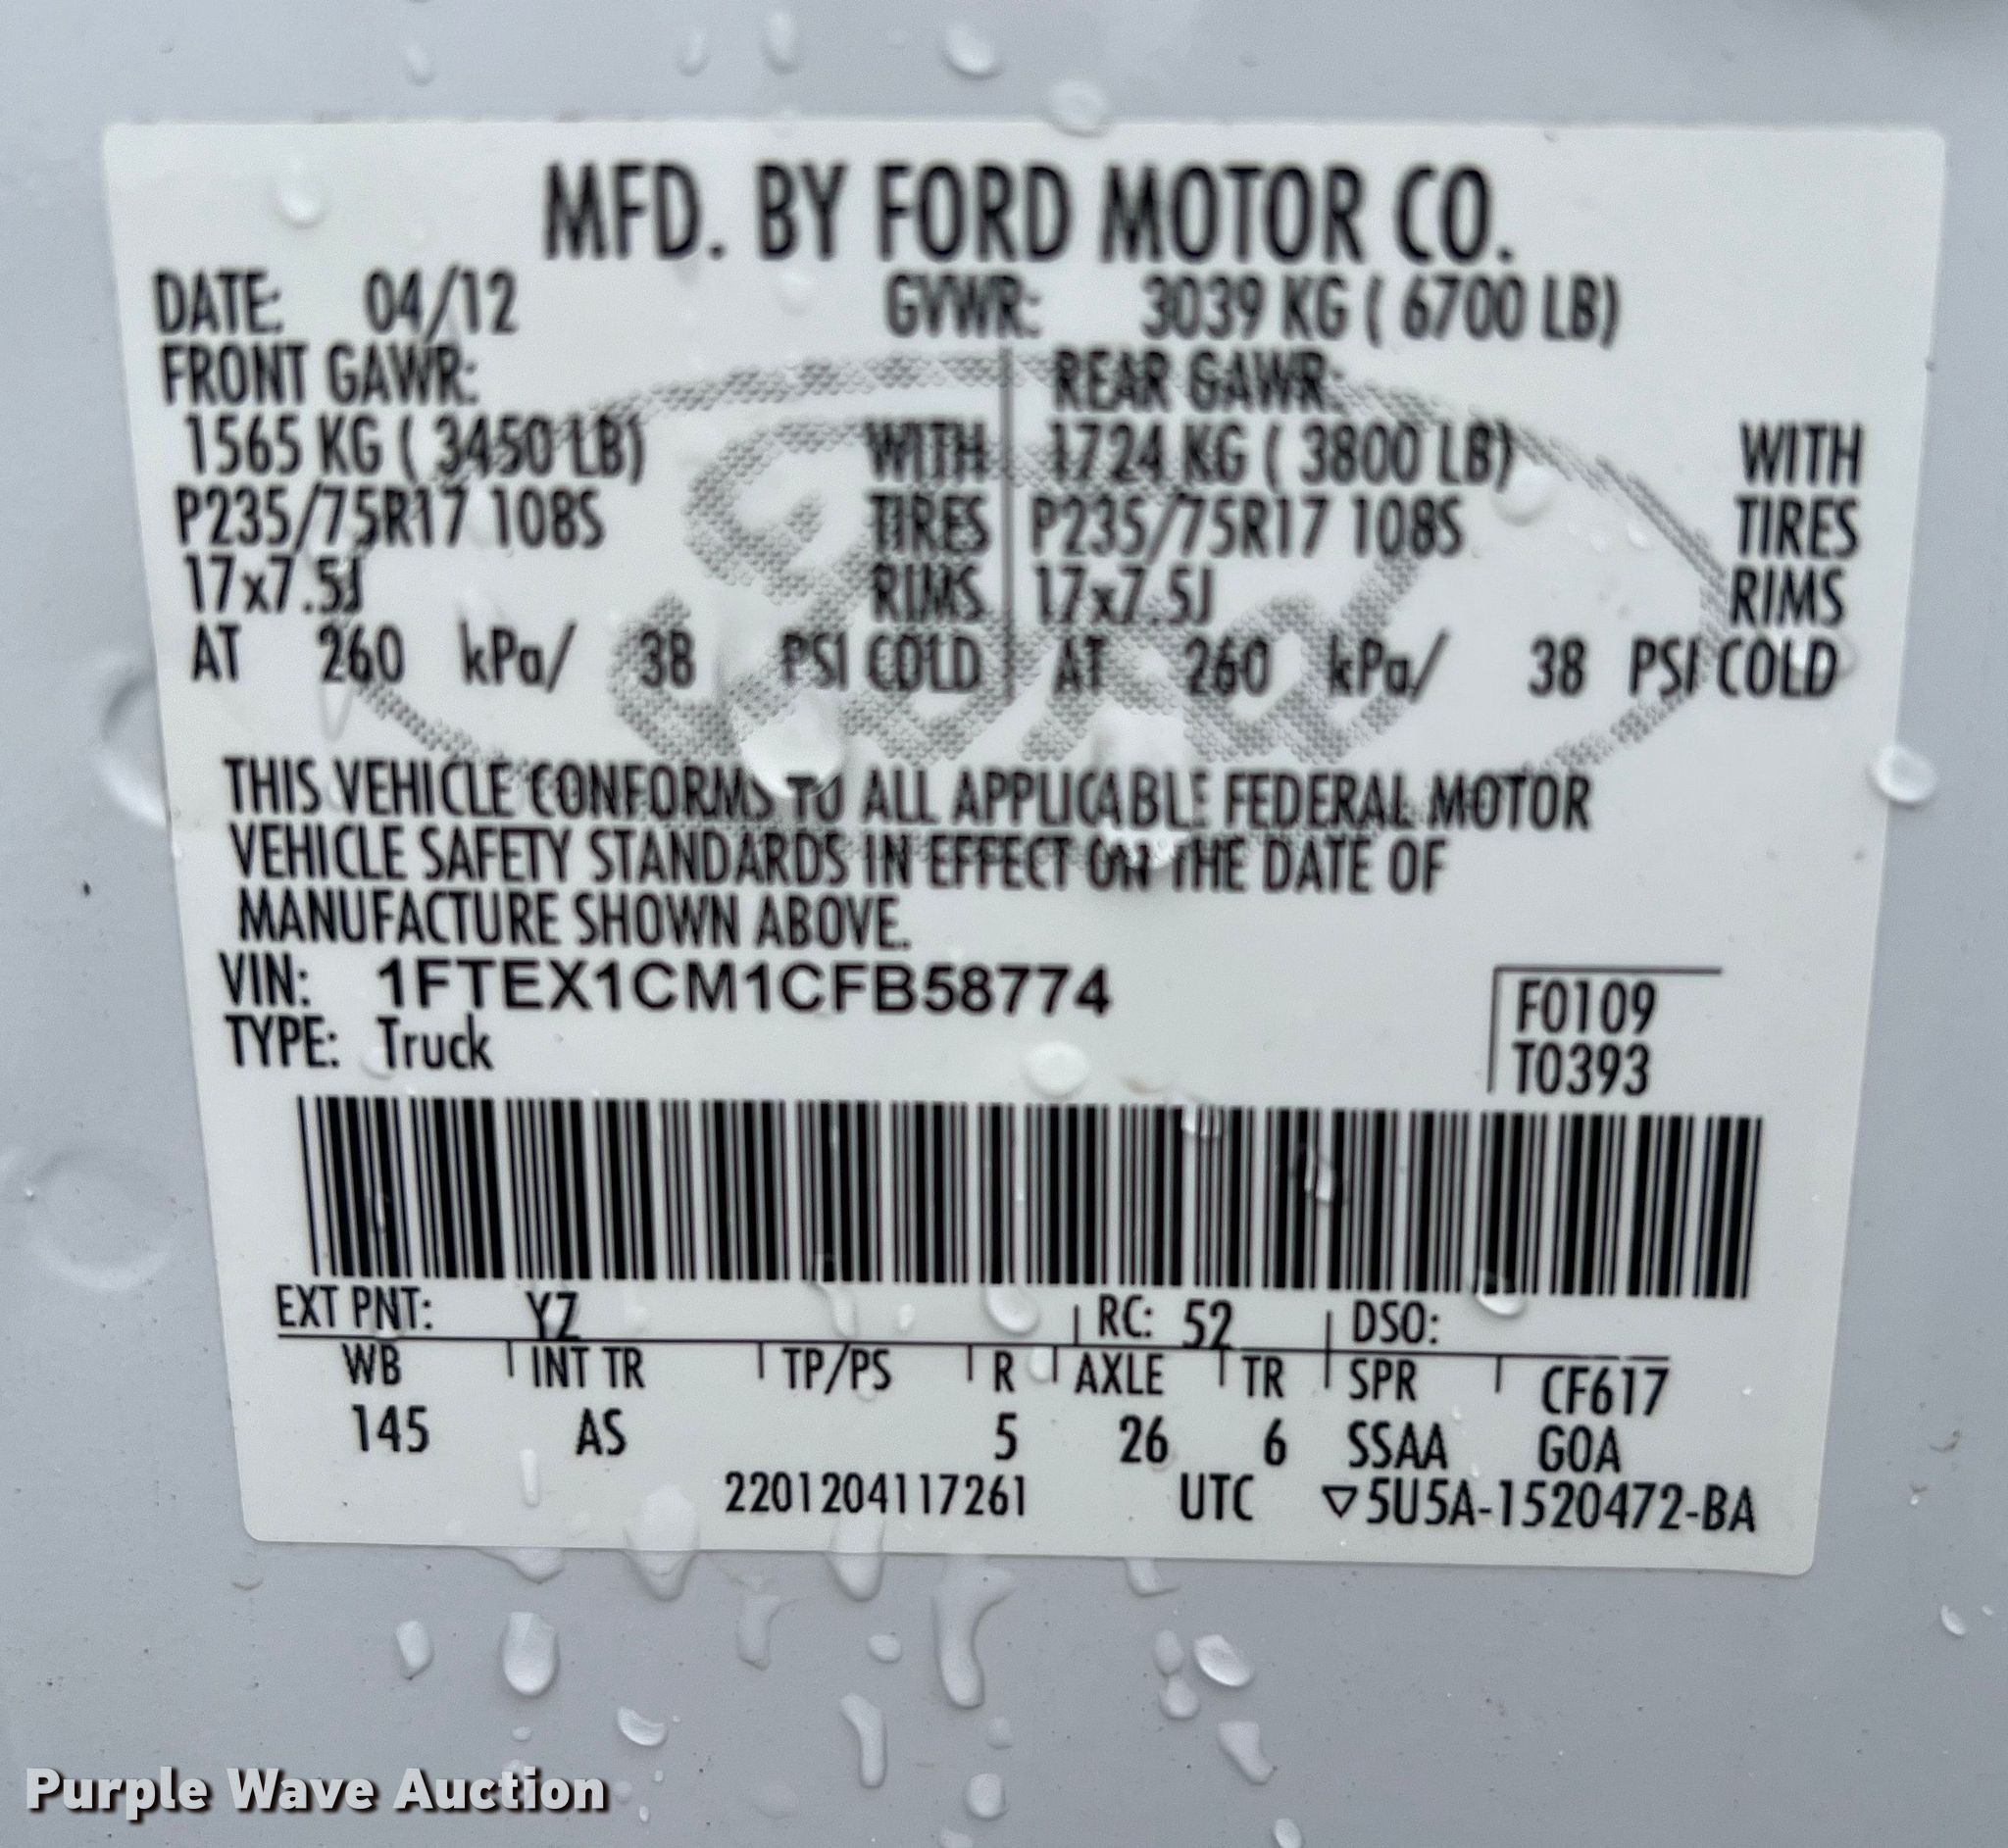 MFD. BY FORD MOTOR CO.
DATE: 04/12 GVWR: 3039 KG ( 6700 LB)
FRONT GAWR: REAR GAWR:
1565 KG ( 3450 LB) WITH 1724 KG ( 3800 LB) WITH
P235/75R17 108S TIRES P235/75R17 108S TIRES
17x7.5J RIMS 17x7.5J RIMS
AT 260 kPa/ 38 PSI COLD AT 260 kPa/ 38 PSI COLD
Ford
THIS VEHICLE CONFORMS TO ALL APPLICABLE FEDERAL MOTOR
VEHICLE SAFETY STANDARDS IN EFFECT ON THE DATE OF
MANUFACTURE SHOWN ABOVE.
VIN: 1FTEX1CM1CFB58774 F0109
TYPE: Truck T0393
EXT PNT: YZ RC: 52 DSO:
WB INT TR TP/PS R AXLE TR SPR CF617
145 AS 5 26 6 SSAA GOA
2201204117261 UTC ▽5U5A-1520472-BA
Purple Wave Auction